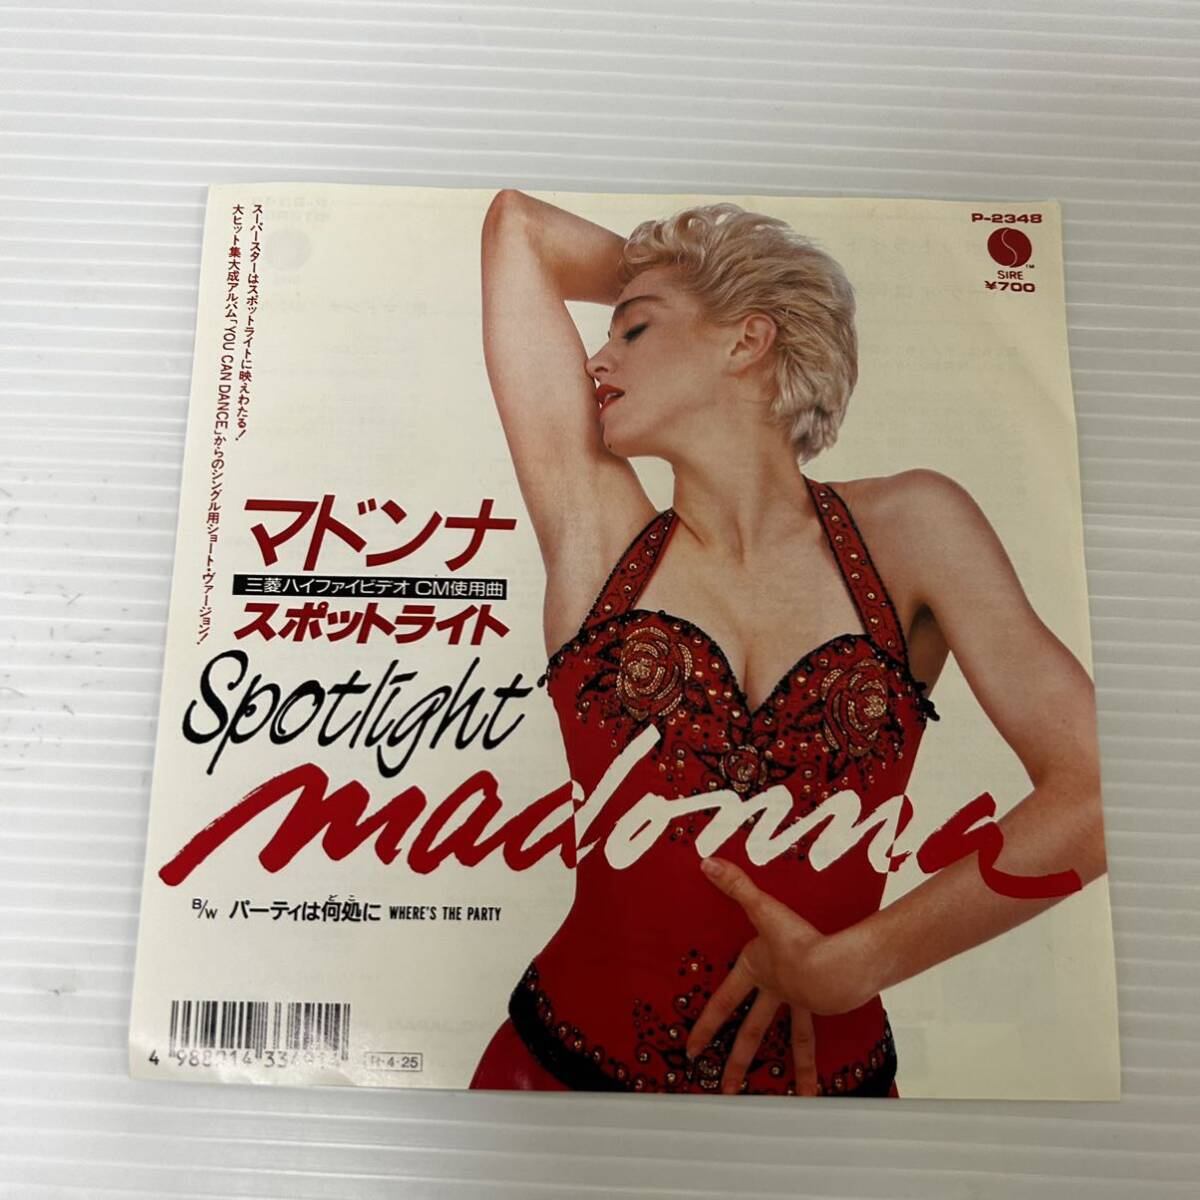 スーパースターはスポットライトに映えわたる!
大ヒット集大成アルバム「YOU CAN DANCE」からのシングル用ショート・ヴァージョン!
P-2348
SIRE
TM
¥700
マドンナ
三菱ハイファイビデオ CM使用曲
スポットライト
Spotlight
madonna
B/W パーティは何処に WHERE'S THE PARTY
どこ
R-4・25